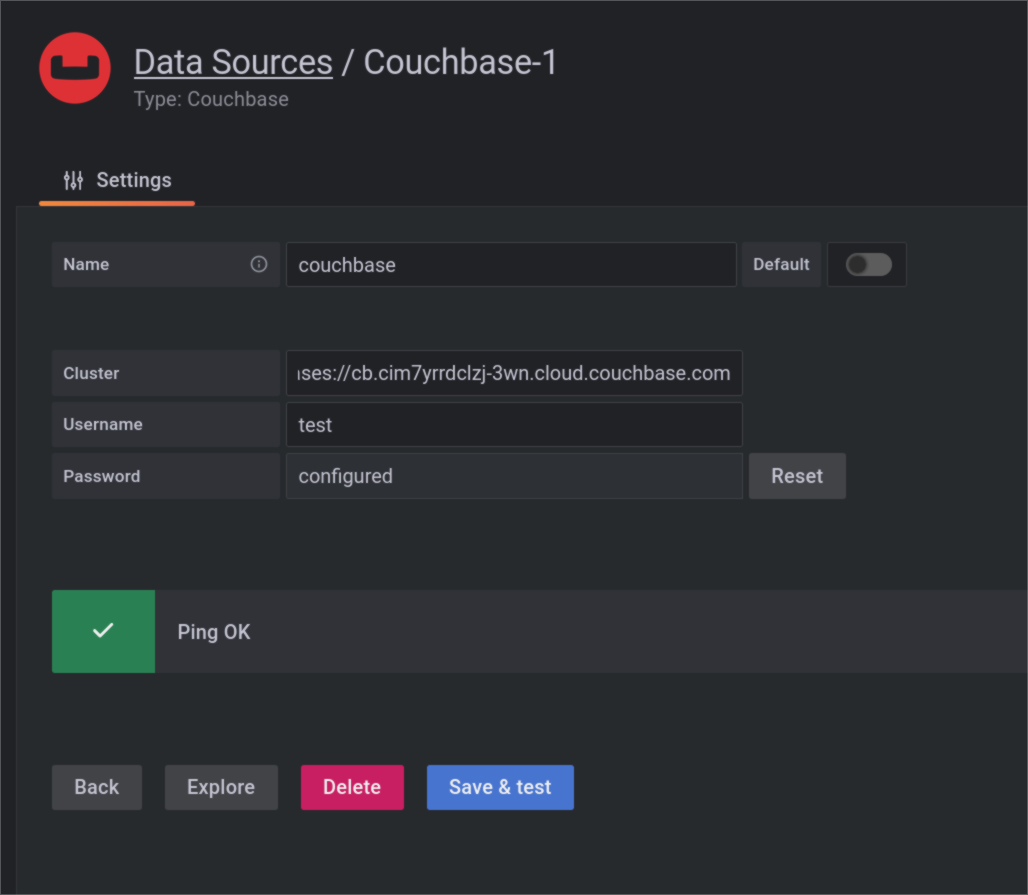 Data Sources / Couchbase-1
Type: Couchbase
Settings
Name couchbase Default
Cluster ases://cb.cim7yrrdclzj-3wn.cloud.couchbase.com
Username test
Password configured Reset
Ping OK
Back Explore Delete Save & test